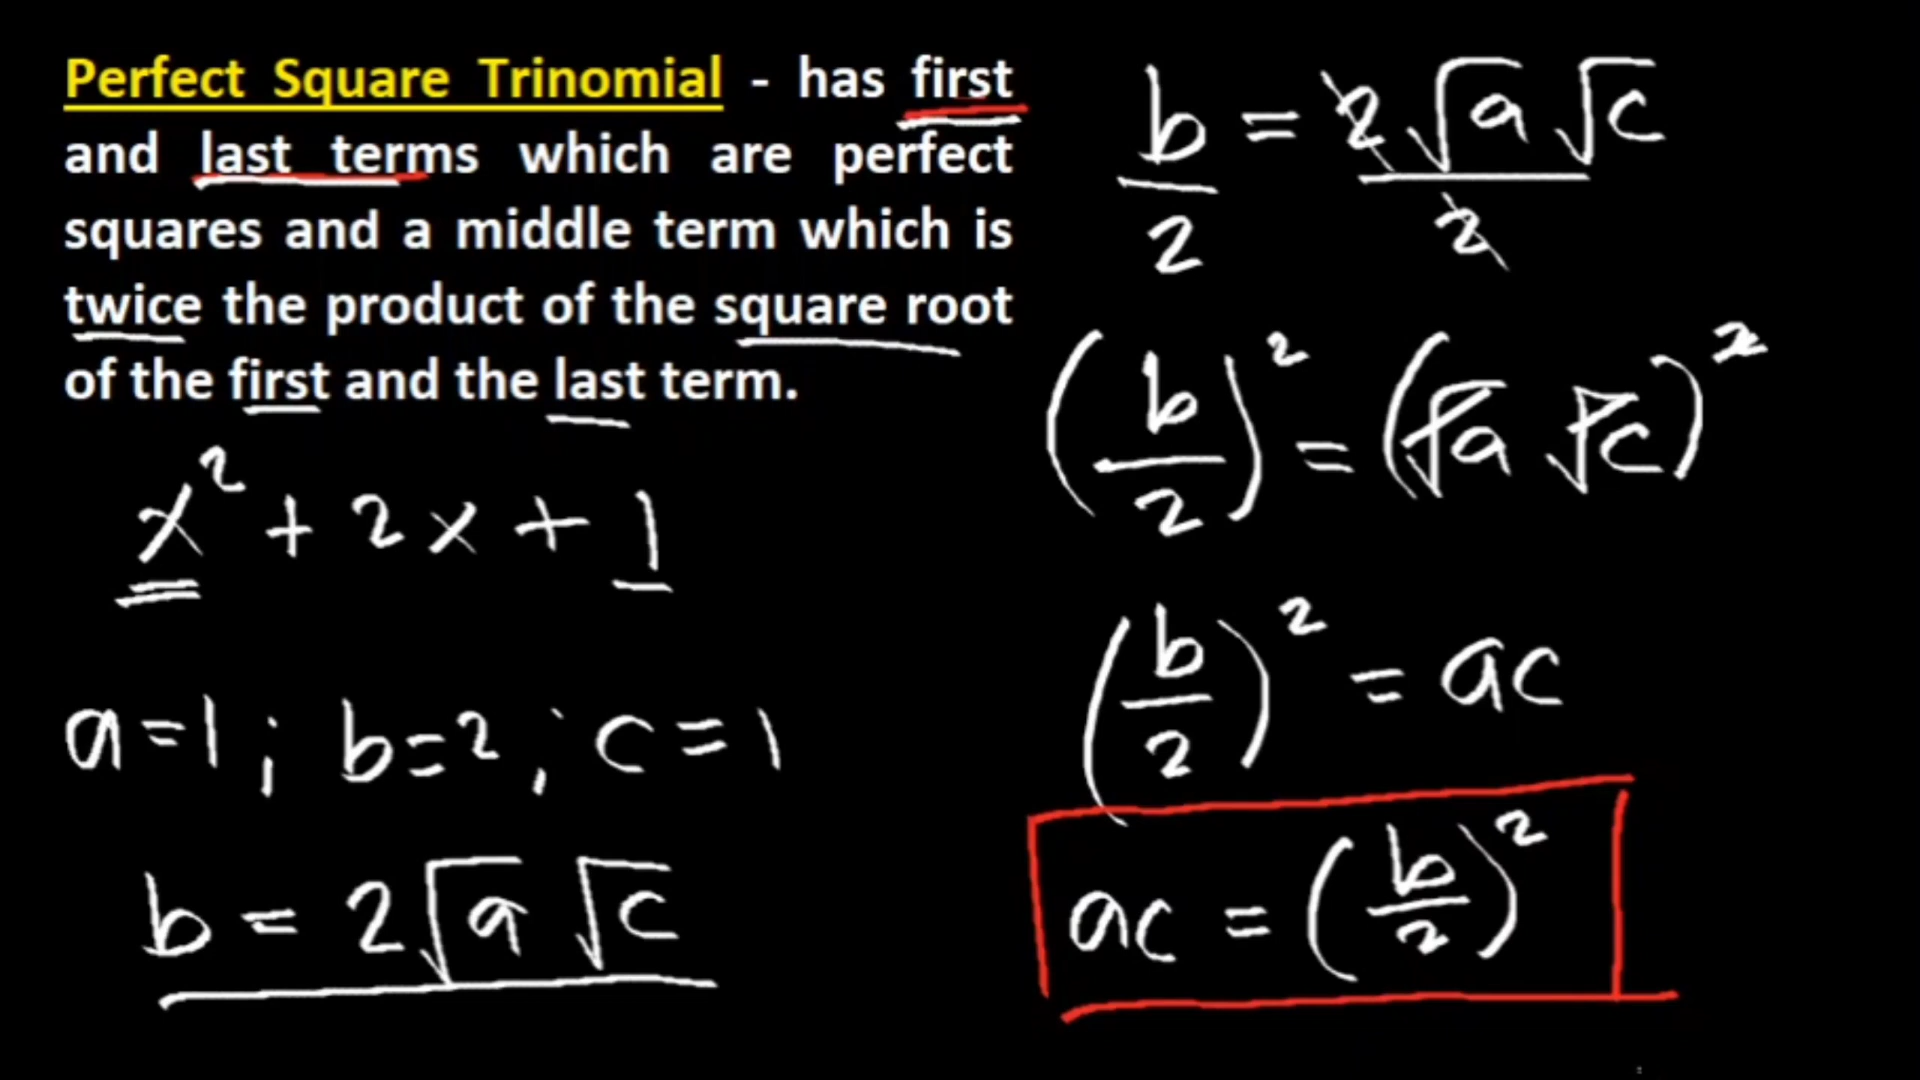 Perfect Square Trinomial - has first
and last terms which are perfect
squares and a middle term which is
twice the product of the square root
of the first and the last term.
x² + 2x + 1
a=1 ; b=2 ; c=1
b = 2√a √c
b/2 = 2√a √c/2
(b/2)² = (√a √c)²
(b/2)² = ac
ac = (b/2)²